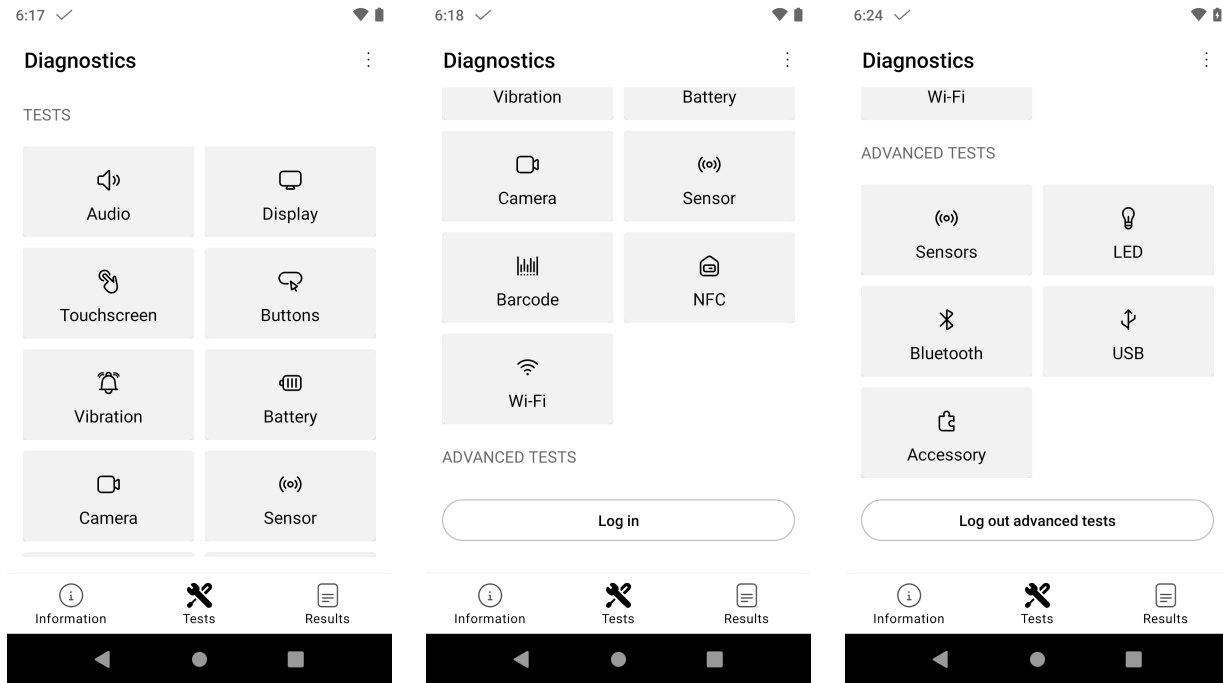 6:17
Diagnostics
TESTS
Audio
Display
Touchscreen
Buttons
Vibration
Battery
Camera
Sensor
Information
Tests
Results
6:18
Diagnostics
Vibration
Battery
Camera
Sensor
Barcode
NFC
Wi-Fi
ADVANCED TESTS
Log in
Information
Tests
Results
6:24
Diagnostics
Wi-Fi
ADVANCED TESTS
Sensors
LED
Bluetooth
USB
Accessory
Log out advanced tests
Information
Tests
Results